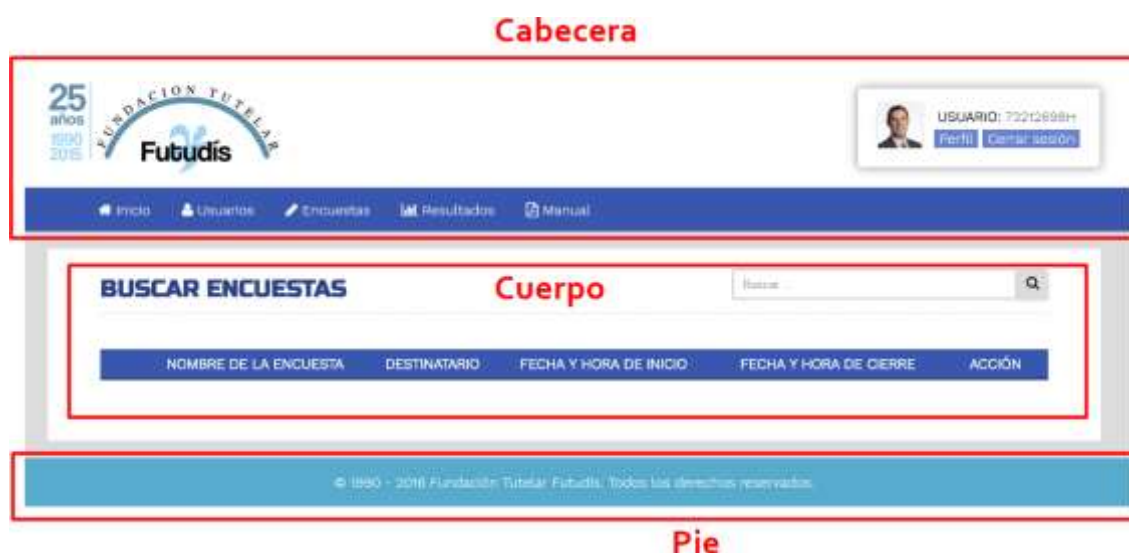 Cabecera
25
años
1990
2015
FUNDACION TUTELAR
Futudís
USUARIO: 73212698H
Perfil Cerrar sesión
Inicio Usuarios Encuestas Resultados Manual
BUSCAR ENCUESTAS
Cuerpo
Buscar...
NOMBRE DE LA ENCUESTA DESTINATARIO FECHA Y HORA DE INICIO FECHA Y HORA DE CIERRE ACCIÓN
© 1990 - 2016 Fundación Tutelar Futudís. Todos los derechos reservados.
Pie